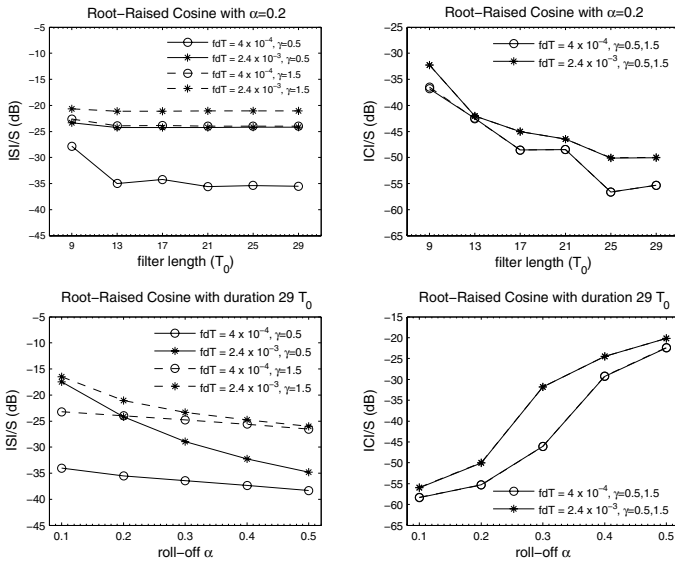 Root−Raised Cosine with α=0.2
−5
−10
−15
−20
−25
−30
−35
−40
−45
ISI/S (dB)
fdT = 4 x 10⁻⁴, γ=0.5
fdT = 2.4 x 10⁻³, γ=0.5
fdT = 4 x 10⁻⁴, γ=1.5
fdT = 2.4 x 10⁻³, γ=1.5
9 13 17 21 25 29
filter length (T₀)
Root−Raised Cosine with α=0.2
−25
−30
−35
−40
−45
−50
−55
−60
−65
ICI/S (dB)
fdT = 4 x 10⁻⁴, γ=0.5,1.5
fdT = 2.4 x 10⁻³, γ=0.5,1.5
9 13 17 21 25 29
filter length (T₀)
Root−Raised Cosine with duration 29 T₀
−5
−10
−15
−20
−25
−30
−35
−40
−45
ISI/S (dB)
fdT = 4 x 10⁻⁴, γ=0.5
fdT = 2.4 x 10⁻³, γ=0.5
fdT = 4 x 10⁻⁴, γ=1.5
fdT = 2.4 x 10⁻³, γ=1.5
0.1 0.2 0.3 0.4 0.5
roll−off α
Root−Raised Cosine with duration 29 T₀
−15
−20
−25
−30
−35
−40
−45
−50
−55
−60
−65
ICI/S (dB)
fdT = 4 x 10⁻⁴, γ=0.5,1.5
fdT = 2.4 x 10⁻³, γ=0.5,1.5
0.1 0.2 0.3 0.4 0.5
roll−off α